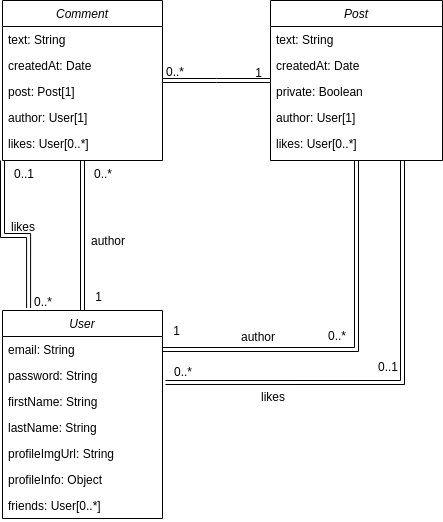 Comment
text: String
createdAt: Date
post: Post[1]
author: User[1]
likes: User[0..*]
Post
text: String
createdAt: Date
private: Boolean
author: User[1]
likes: User[0..*]
0..*
1
0..1
0..*
likes
author
0..*
1
User
email: String
password: String
firstName: String
lastName: String
profileImgUrl: String
profileInfo: Object
friends: User[0..*]
1
author
0..*
0..*
0..1
likes